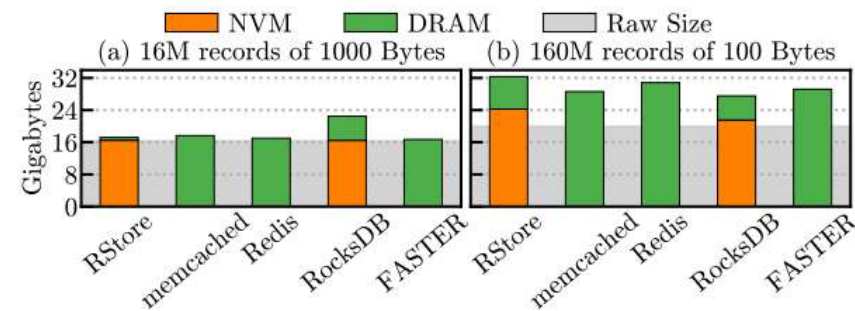 NVM DRAM Raw Size
(a) 16M records of 1000 Bytes (b) 160M records of 100 Bytes
Gigabytes
32
24
16
8
0
RStore
memcached
Redis
RocksDB
FASTER
RStore
memcached
Redis
RocksDB
FASTER